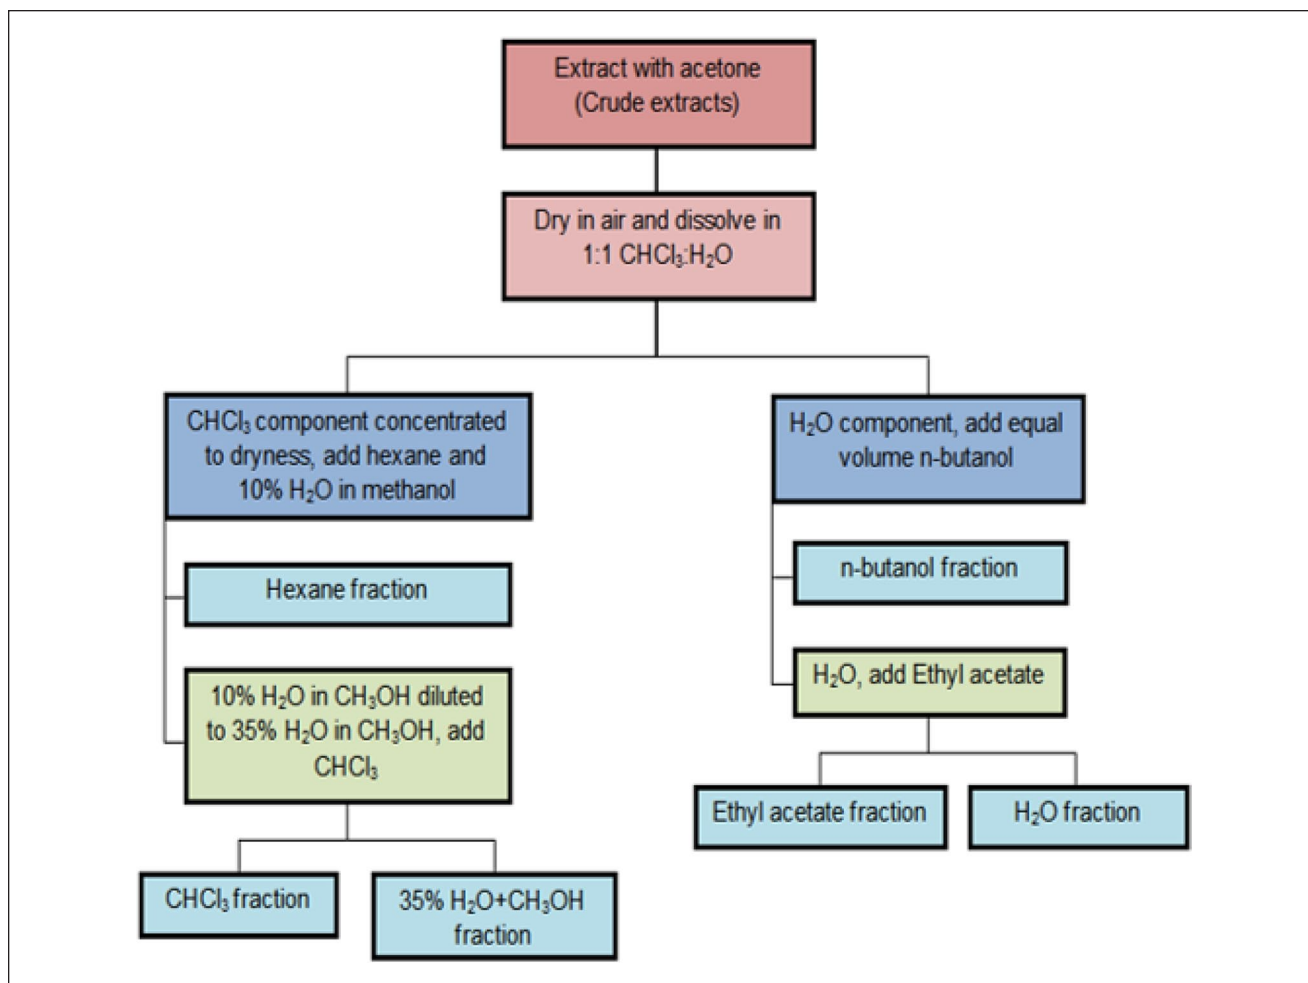 Extract with acetone
(Crude extracts)
Dry in air and dissolve in
1:1 CHCl₃:H₂O
CHCl₃ component concentrated
to dryness, add hexane and
10% H₂O in methanol
H₂O component, add equal
volume n-butanol
Hexane fraction
n-butanol fraction
10% H₂O in CH₃OH diluted
to 35% H₂O in CH₃OH, add
CHCl₃
H₂O, add Ethyl acetate
CHCl₃ fraction
35% H₂O+CH₃OH
fraction
Ethyl acetate fraction
H₂O fraction